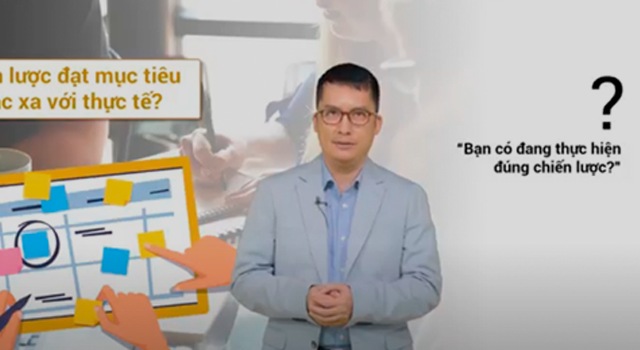 lược đạt mục tiêu
xa với thực tế?
?
"Bạn có đang thực hiện
đúng chiến lược?"